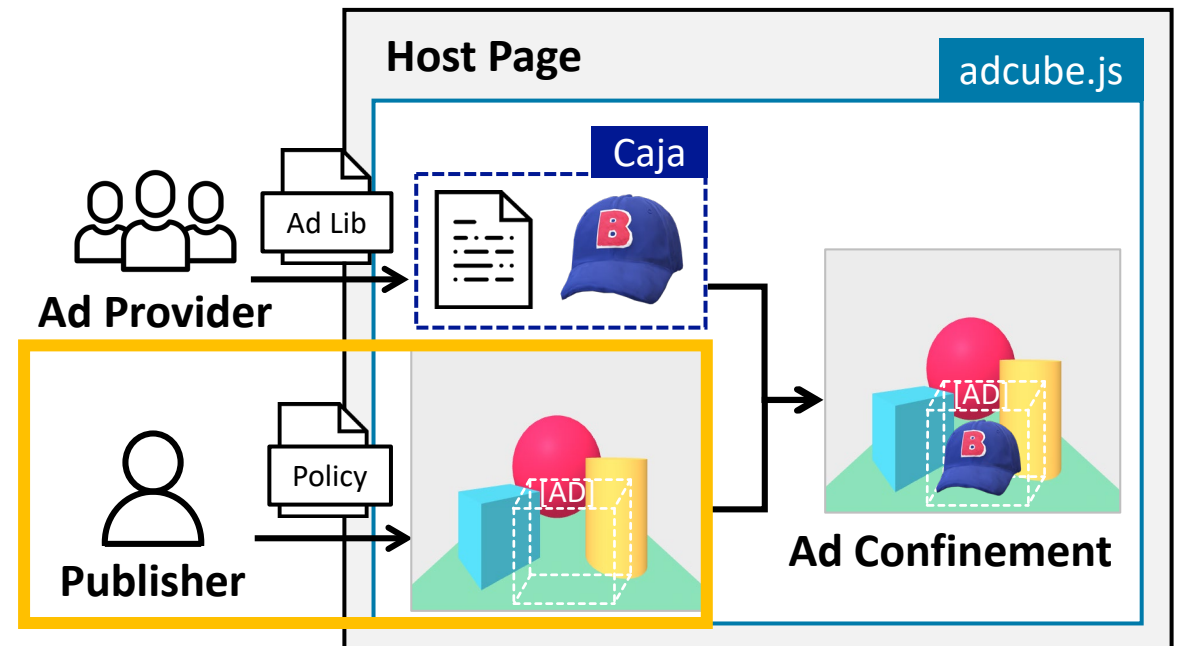 Host Page
adcube.js
Caja
Ad Lib
B
Ad Provider
[AD]
B
Policy
[AD]
Publisher
Ad Confinement